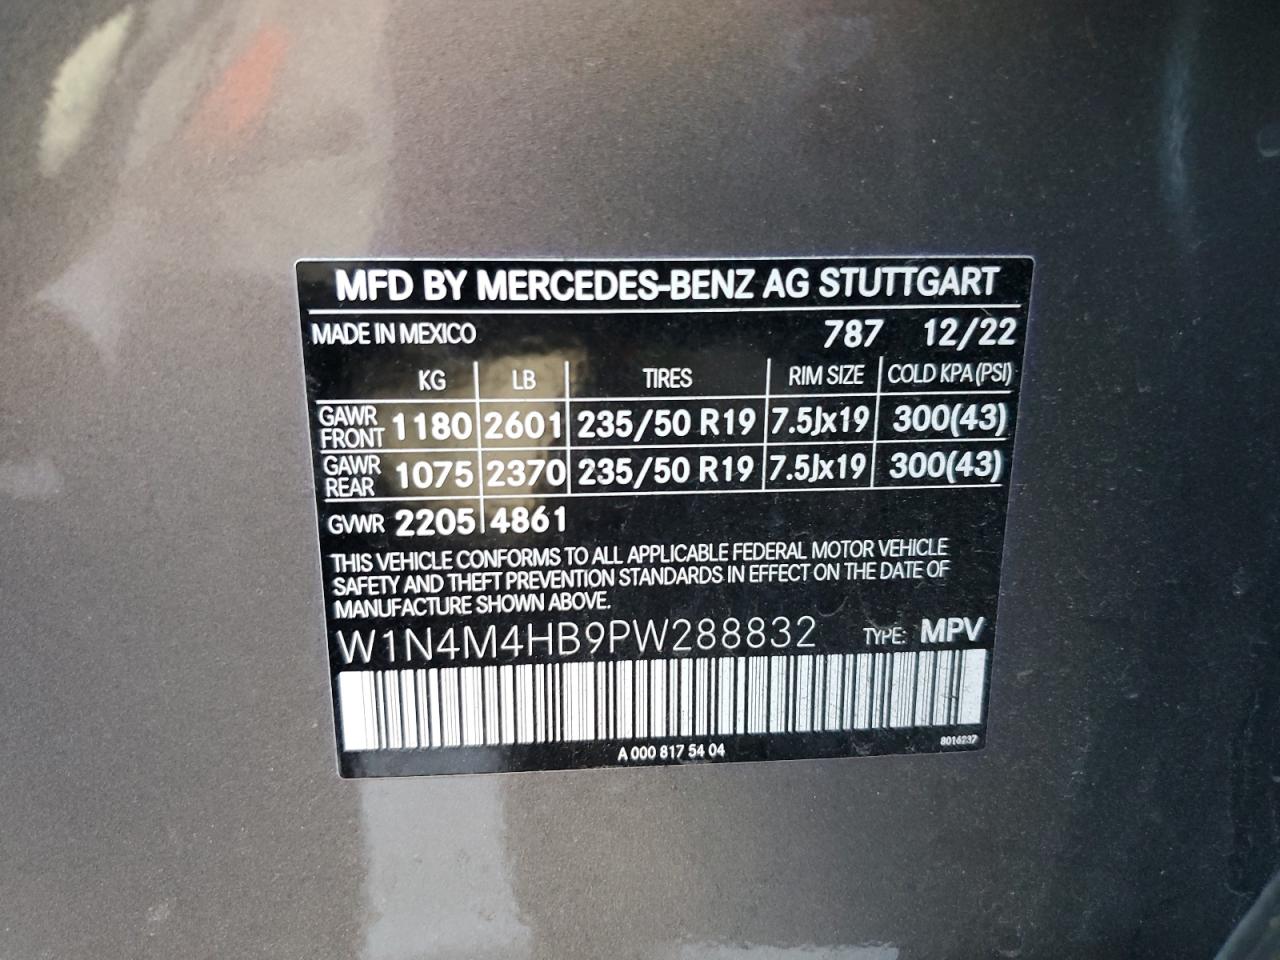 MFD BY MERCEDES-BENZ AG STUTTGART
MADE IN MEXICO 787 12/22
KG LB TIRES RIM SIZE COLD KPA (PSI)
GAWR FRONT 1180 2601 235/50 R19 7.5Jx19 300(43)
GAWR REAR 1075 2370 235/50 R19 7.5Jx19 300(43)
GVWR 2205 4861
THIS VEHICLE CONFORMS TO ALL APPLICABLE FEDERAL MOTOR VEHICLE
SAFETY AND THEFT PREVENTION STANDARDS IN EFFECT ON THE DATE OF
MANUFACTURE SHOWN ABOVE.
W1N4M4HB9PW288832 TYPE: MPV
A 000 817 54 04